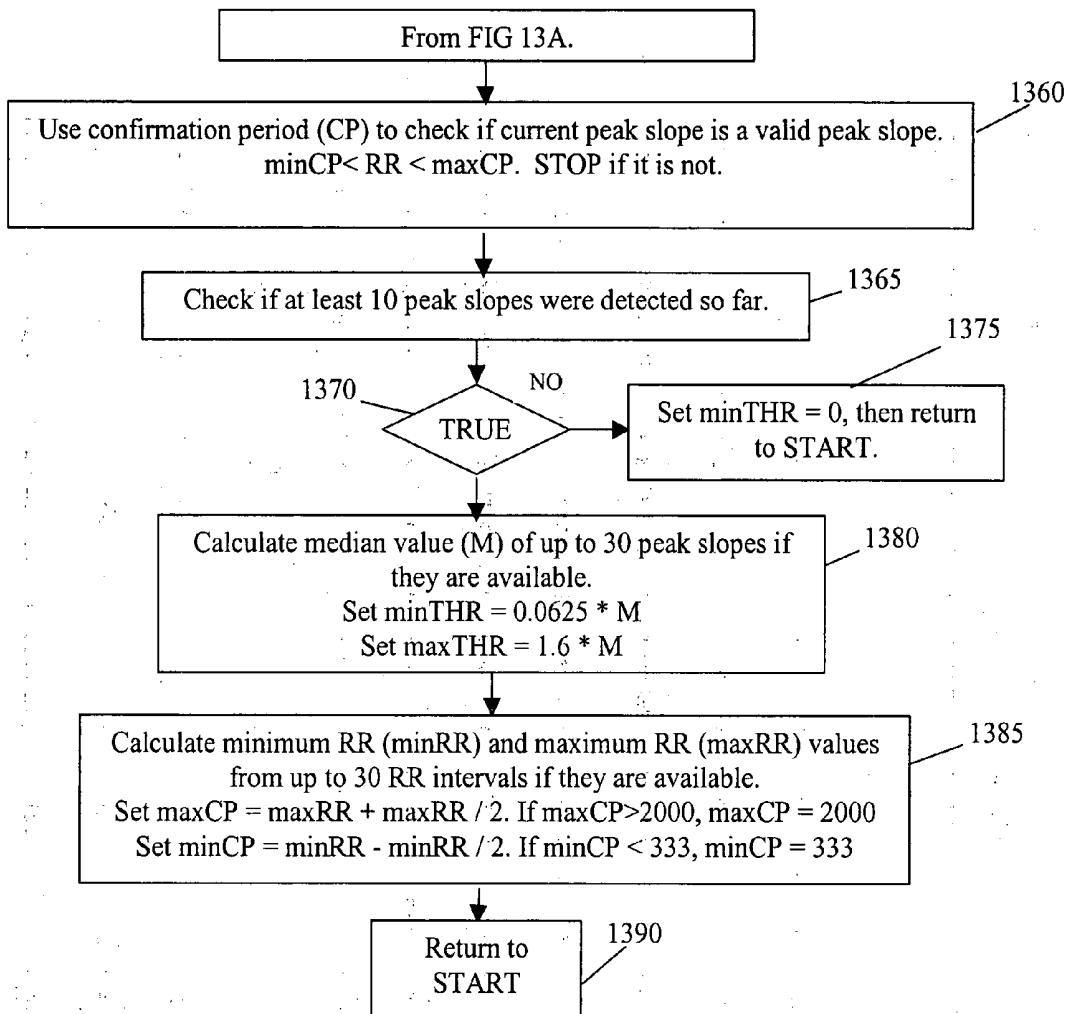 From FIG 13A.
1360
Use confirmation period (CP) to check if current peak slope is a valid peak slope.
minCP< RR < maxCP.  STOP if it is not.
1365
Check if at least 10 peak slopes were detected so far.
1375
1370
NO
TRUE
Set minTHR = 0, then return
to START.
1380
Calculate median value (M) of up to 30 peak slopes if
they are available.
Set minTHR = 0.0625 * M
Set maxTHR = 1.6 * M
1385
Calculate minimum RR (minRR) and maximum RR (maxRR) values
from up to 30 RR intervals if they are available.
Set maxCP = maxRR + maxRR / 2. If maxCP>2000, maxCP = 2000
Set minCP = minRR - minRR / 2. If minCP < 333, minCP = 333
1390
Return to
START